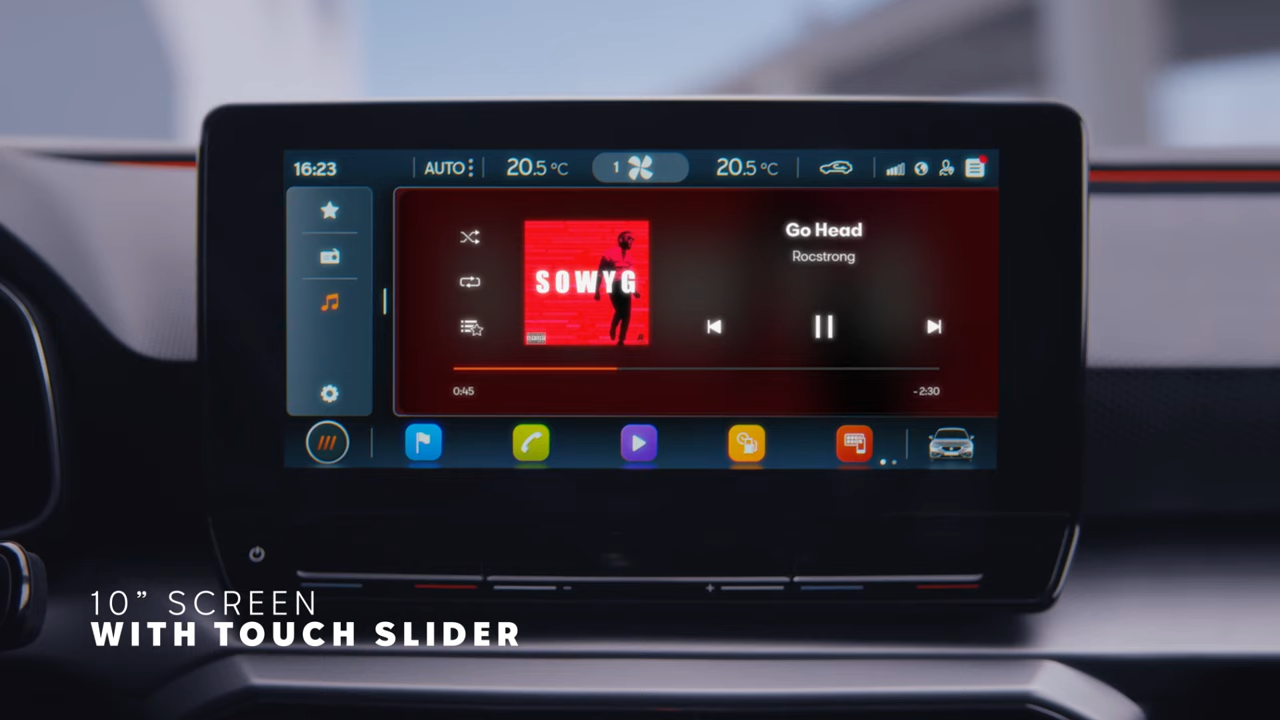 16:23
AUTO
20.5 °C
1
20.5 °C
Go Head
Rocstrong
SOWYG
0:45
-2:30
10” SCREEN
WITH TOUCH SLIDER